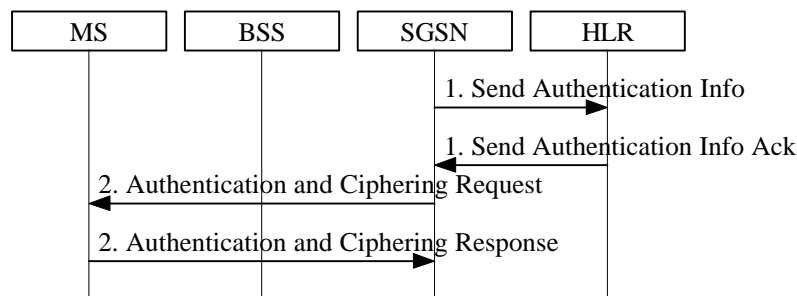 MS BSS SGSN HLR
1. Send Authentication Info
1. Send Authentication Info Ack
2. Authentication and Ciphering Request
2. Authentication and Ciphering Response